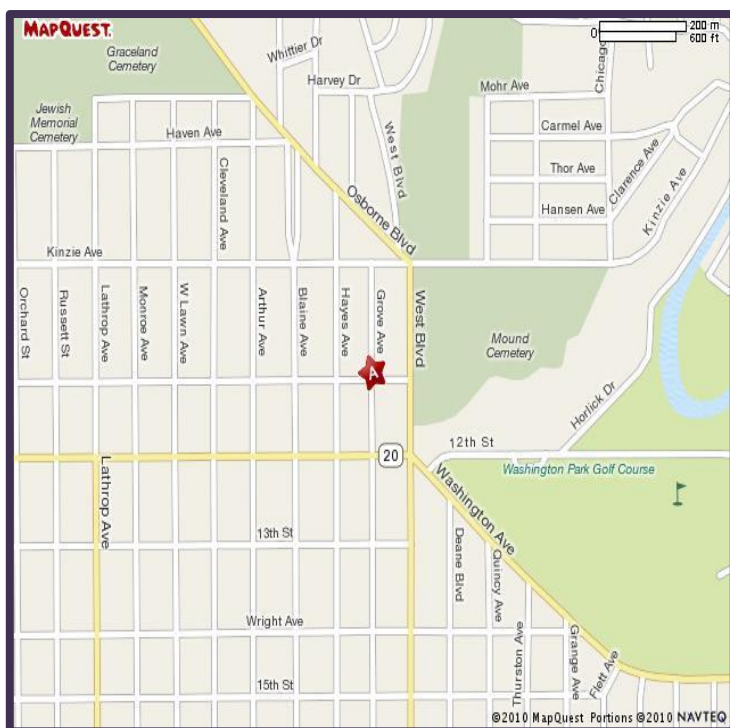 MAPQUEST.
0 200 m
600 ft
Graceland
Cemetery
Whittier Dr
Harvey Dr
Mohr Ave
Chicago
Jewish
Memorial
Cemetery
Haven Ave
West Blvd
Carmel Ave
Cleveland Ave
Thor Ave
Clarence Ave
Osborne Blvd
Hansen Ave
Kinzie Ave
Kinzie Ave
Orchard St
Russett St
Lathrop Ave
Monroe Ave
W Lawn Ave
Arthur Ave
Blaine Ave
Hayes Ave
Grove Ave
West Blvd
Mound
Cemetery
A
Horlick Dr
12th St
20
Washington Park Golf Course
Lathrop Ave
Washington Ave
13th St
Deane Blvd
Quincy Ave
Wright Ave
Thurston Ave
Grange Ave
Flett Ave
15th St
©2010 MapQuest Portions ©2010 NAVTEQ